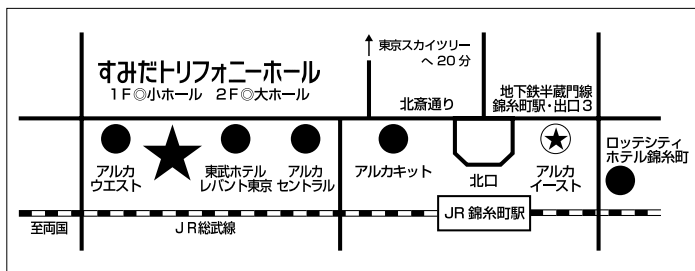 東京スカイツリー
へ20分
すみだトリフォニーホール
1F◎小ホール 2F◎大ホール
北斎通り
地下鉄半蔵門線
錦糸町駅・出口3
アルカ
ウエスト
東武ホテル
レバント東京
アルカ
セントラル
アルカキット
北口
アルカ
イースト
ロッテシティ
ホテル錦糸町
JR錦糸町駅
至両国
JR総武線